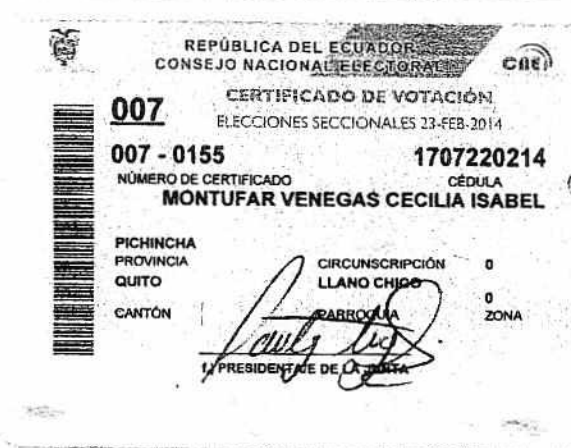 REPÚBLICA DEL ECUADOR
CONSEJO NACIONAL ELECTORAL
CNE
CERTIFICADO DE VOTACIÓN
007
ELECCIONES SECCIONALES 23-FEB-2014
007 - 0155 1707220214
NÚMERO DE CERTIFICADO CÉDULA
MONTUFAR VENEGAS CECILIA ISABEL
PICHINCHA
PROVINCIA CIRCUNSCRIPCIÓN 0
QUITO LLANO CHICO
0
CANTÓN PARROQUIA ZONA
f.) PRESIDENTA/E DE LA JUNTA